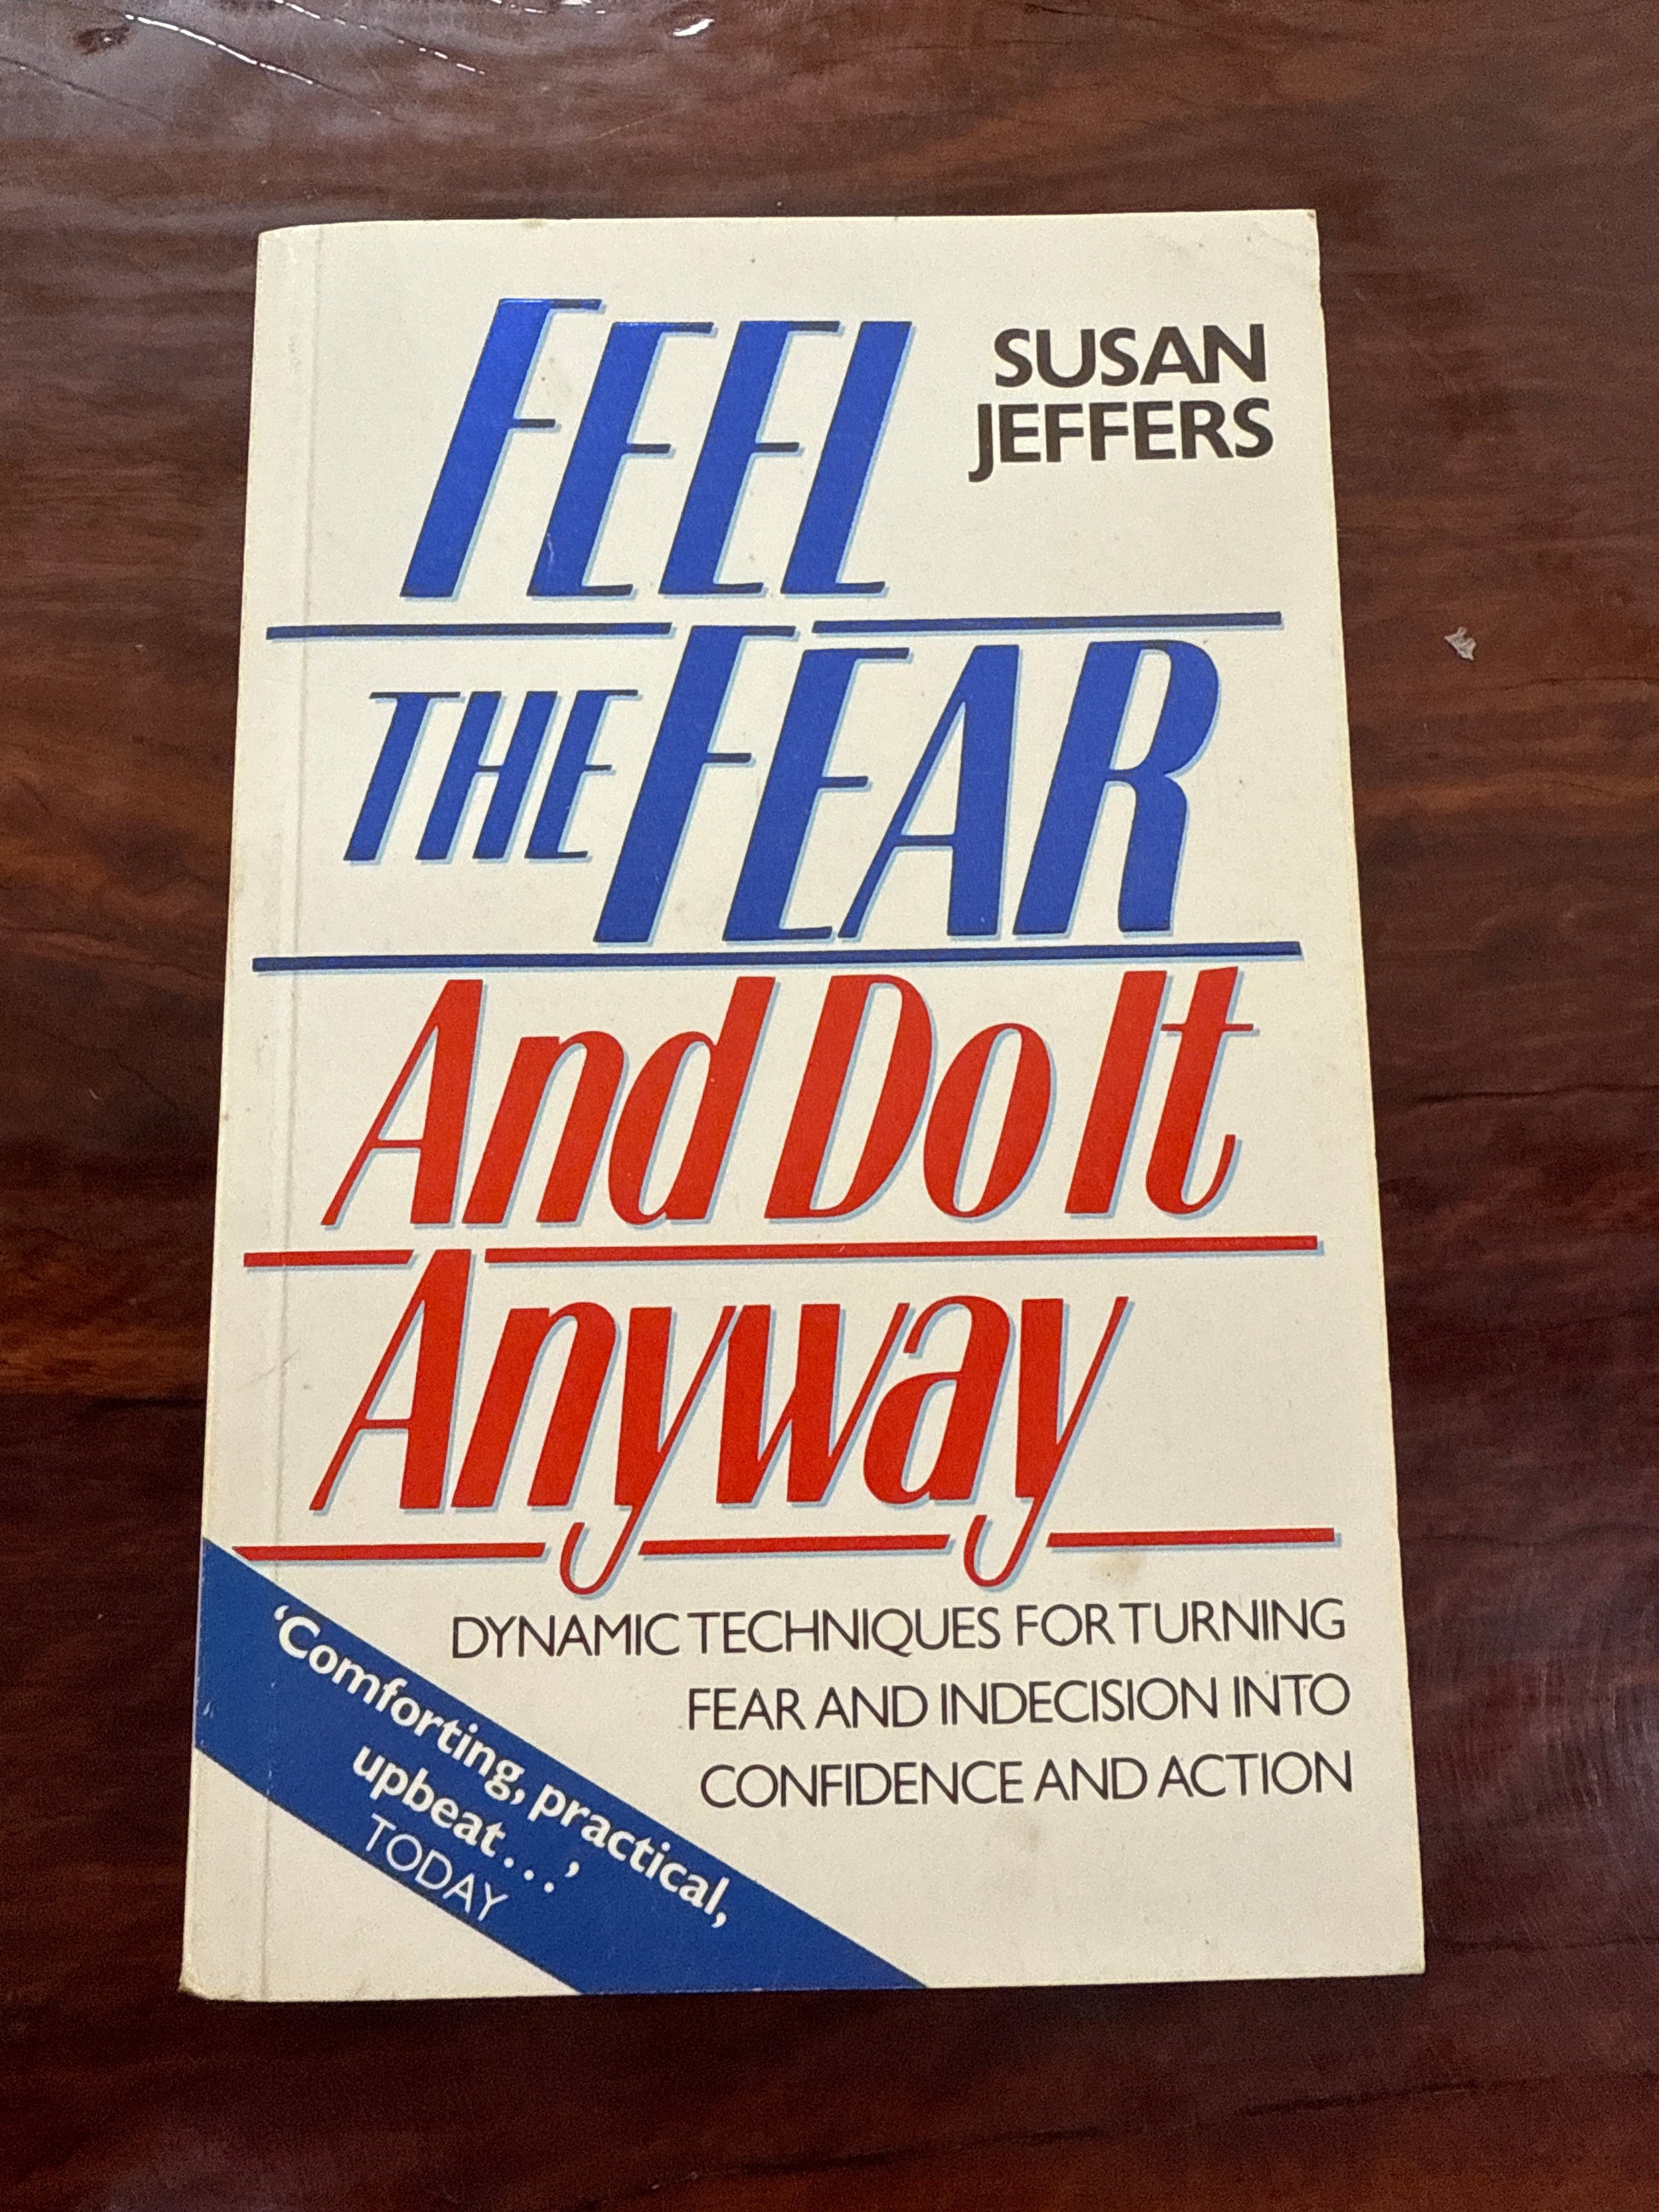 FEEL
SUSAN
JEFFERS
THE FEAR
And Do It
Anyway
DYNAMIC TECHNIQUES FOR TURNING
FEAR AND INDECISION INTO
CONFIDENCE AND ACTION
‘Comforting, practical,
upbeat...’
TODAY